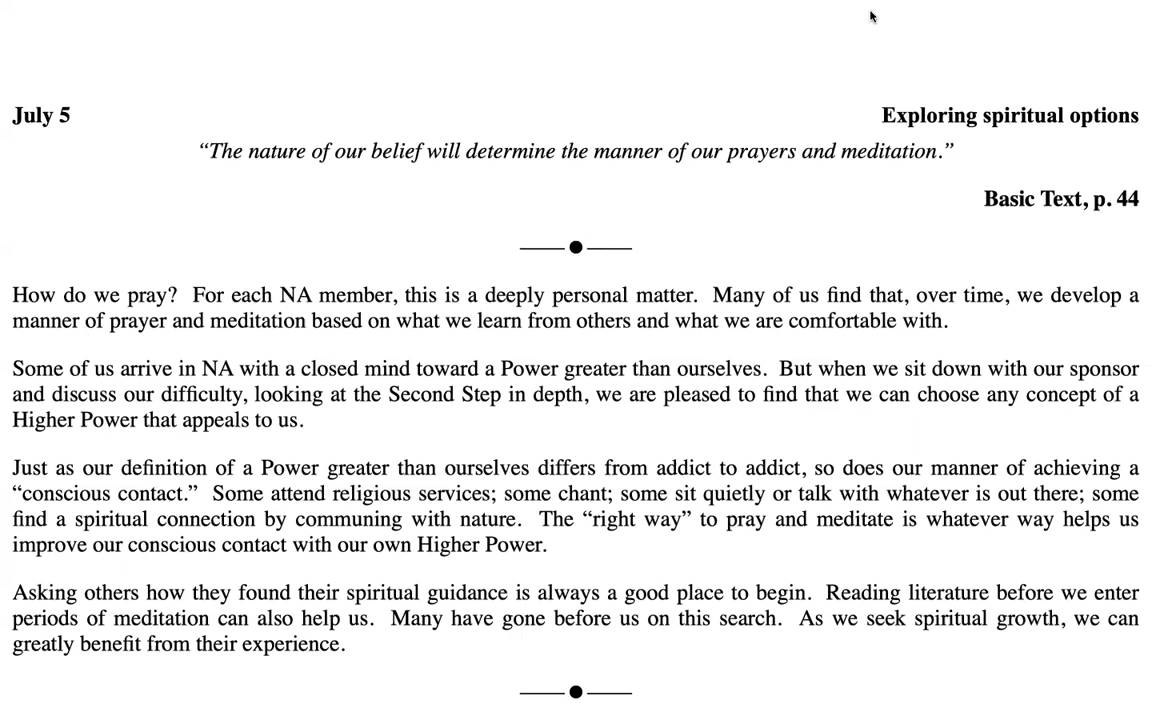 July 5 Exploring spiritual options
“The nature of our belief will determine the manner of our prayers and meditation.”
Basic Text, p. 44
How do we pray? For each NA member, this is a deeply personal matter. Many of us find that, over time, we develop a
manner of prayer and meditation based on what we learn from others and what we are comfortable with.
Some of us arrive in NA with a closed mind toward a Power greater than ourselves. But when we sit down with our sponsor
and discuss our difficulty, looking at the Second Step in depth, we are pleased to find that we can choose any concept of a
Higher Power that appeals to us.
Just as our definition of a Power greater than ourselves differs from addict to addict, so does our manner of achieving a
“conscious contact.” Some attend religious services; some chant; some sit quietly or talk with whatever is out there; some
find a spiritual connection by communing with nature. The “right way” to pray and meditate is whatever way helps us
improve our conscious contact with our own Higher Power.
Asking others how they found their spiritual guidance is always a good place to begin. Reading literature before we enter
periods of meditation can also help us. Many have gone before us on this search. As we seek spiritual growth, we can
greatly benefit from their experience.